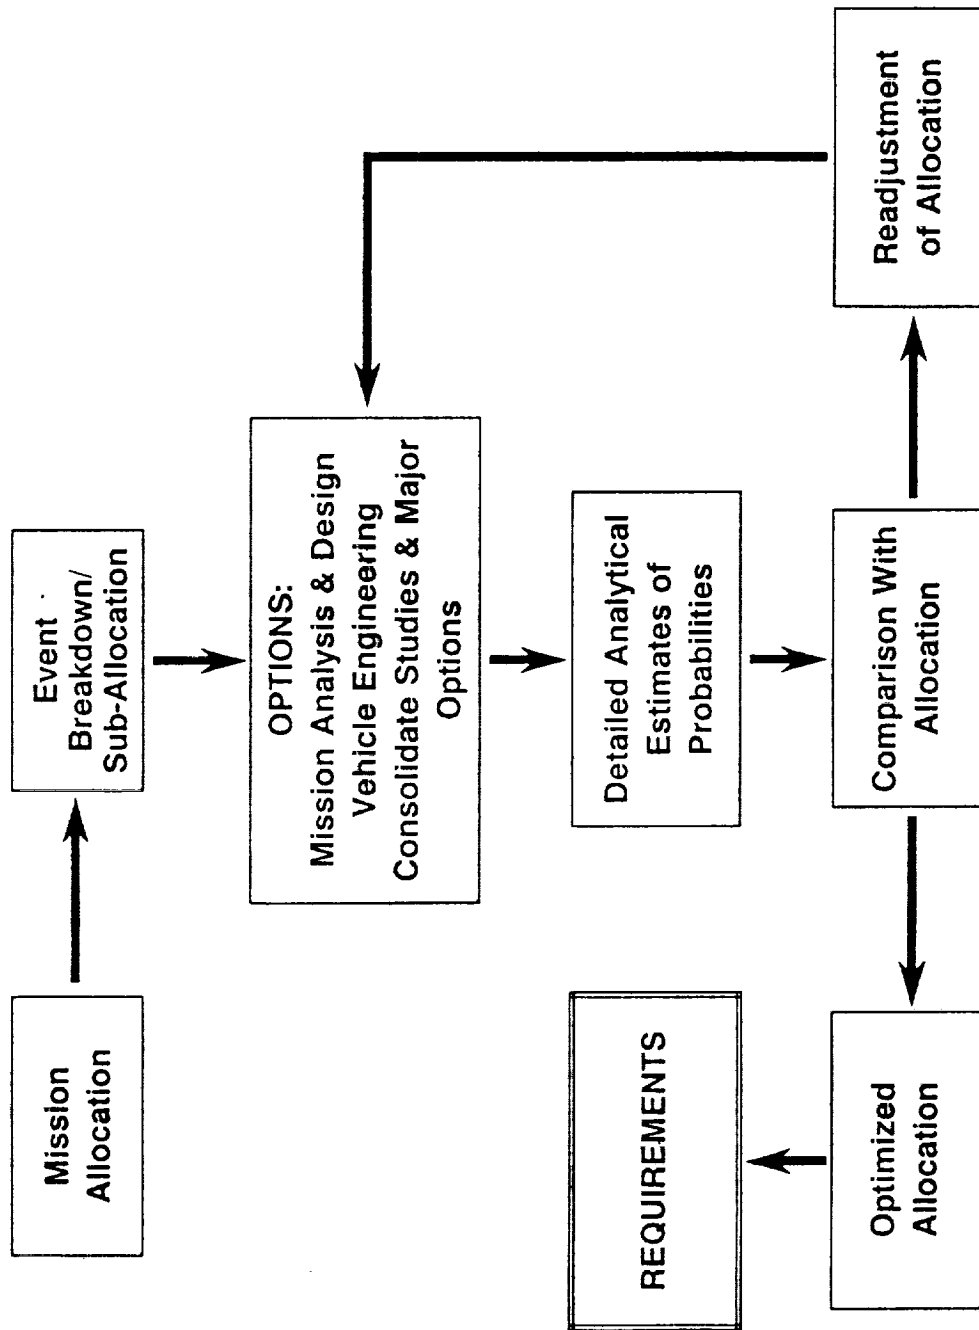 Mission
Allocation
Event
Breakdown/
Sub-Allocation
OPTIONS:
Mission Analysis & Design
Vehicle Engineering
Consolidate Studies & Major
Options
Detailed Analytical
Estimates of
Probabilities
Comparison With
Allocation
Readjustment
of Allocation
Optimized
Allocation
REQUIREMENTS